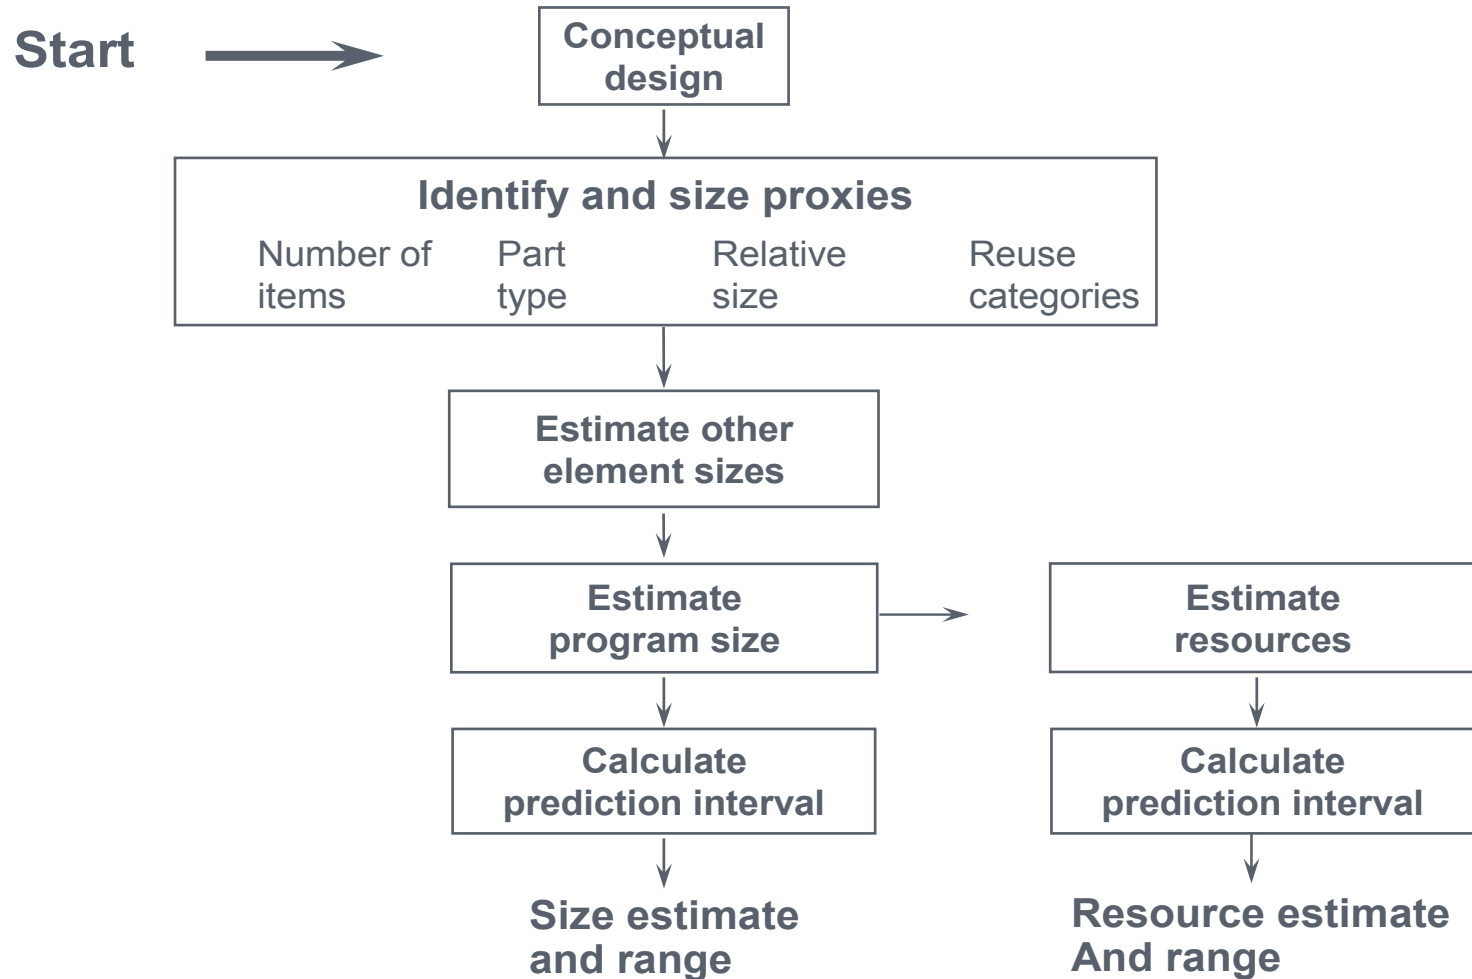 Start
Conceptual
design
Identify and size proxies
Number of
items
Part
type
Relative
size
Reuse
categories
Estimate other
element sizes
Estimate
program size
Estimate
resources
Calculate
prediction interval
Calculate
prediction interval
Size estimate
and range
Resource estimate
And range